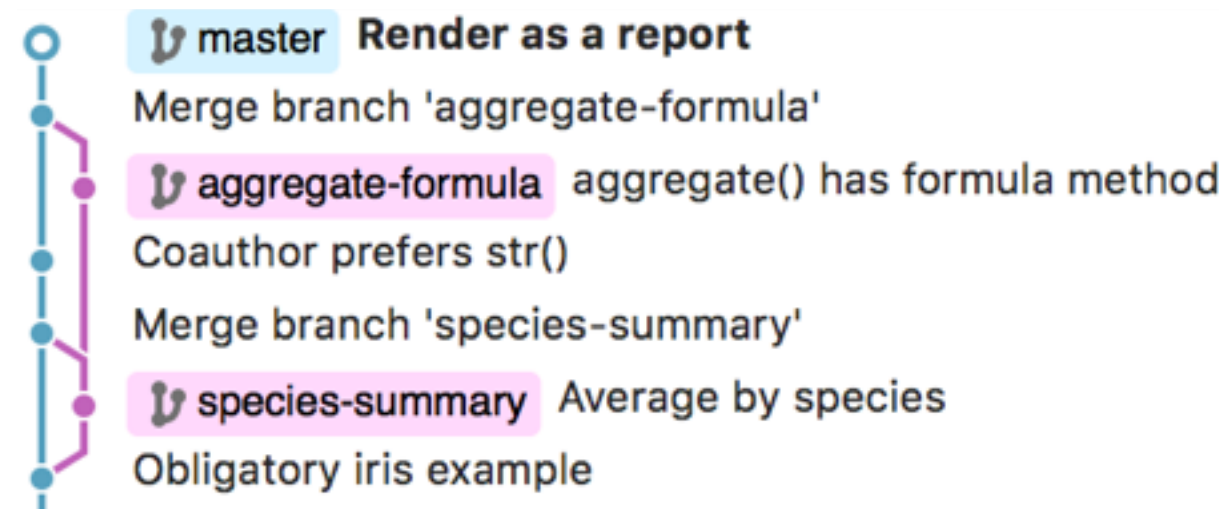 master Render as a report
Merge branch 'aggregate-formula'
aggregate-formula aggregate() has formula method
Coauthor prefers str()
Merge branch 'species-summary'
species-summary Average by species
Obligatory iris example